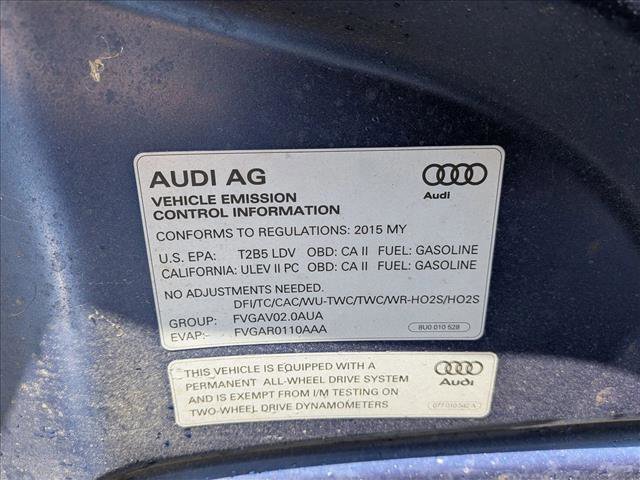 AUDI AG
Audi
VEHICLE EMISSION
CONTROL INFORMATION
CONFORMS TO REGULATIONS: 2015 MY
U.S. EPA: T2B5 LDV OBD: CA II FUEL: GASOLINE
CALIFORNIA: ULEV II PC OBD: CA II FUEL: GASOLINE
NO ADJUSTMENTS NEEDED.
DFI/TC/CAC/WU-TWC/TWC/WR-HO2S/HO2S
GROUP: FVGAV02.0AUA
EVAP:- FVGAR0110AAA
8U0 010 528
THIS VEHICLE IS EQUIPPED WITH A
PERMANENT ALL-WHEEL DRIVE SYSTEM
AND IS EXEMPT FROM I/M TESTING ON
TWO-WHEEL DRIVE DYNAMOMETERS
Audi
077 010 542 A